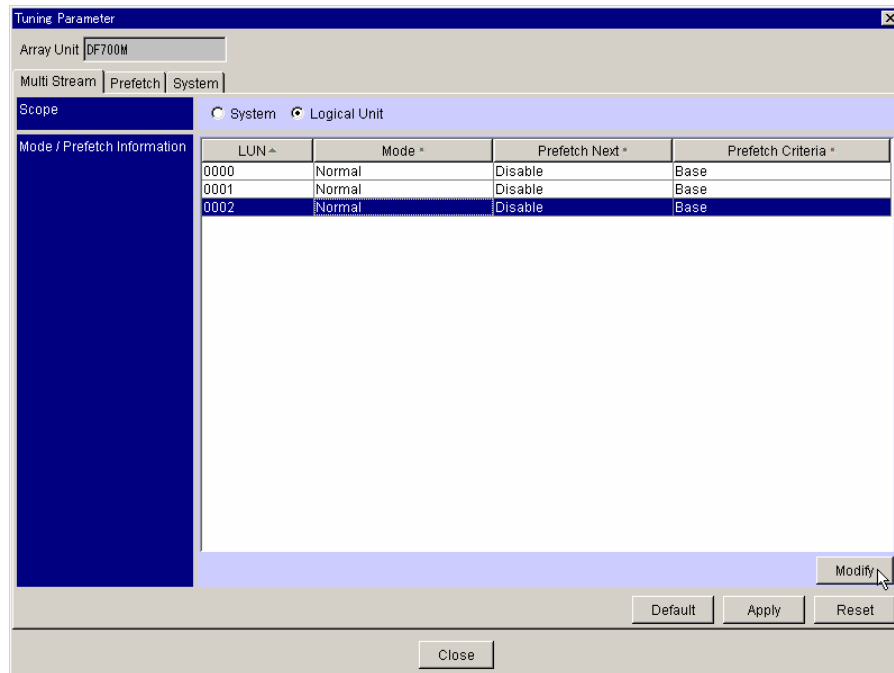 Tuning Parameter
Array Unit DF700M
Multi Stream Prefetch System
Scope System Logical Unit
Mode / Prefetch Information LUN Mode Prefetch Next Prefetch Criteria
0000 Normal Disable Base
0001 Normal Disable Base
0002 Normal Disable Base
Modify
Default Apply Reset
Close